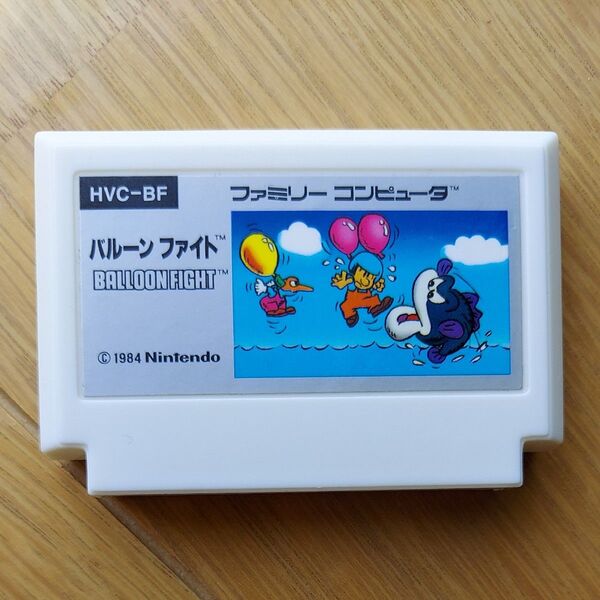 HVC-BF
ファミリー コンピュータ™
バルーン ファイト™
BALLOON FIGHT™
© 1984 Nintendo